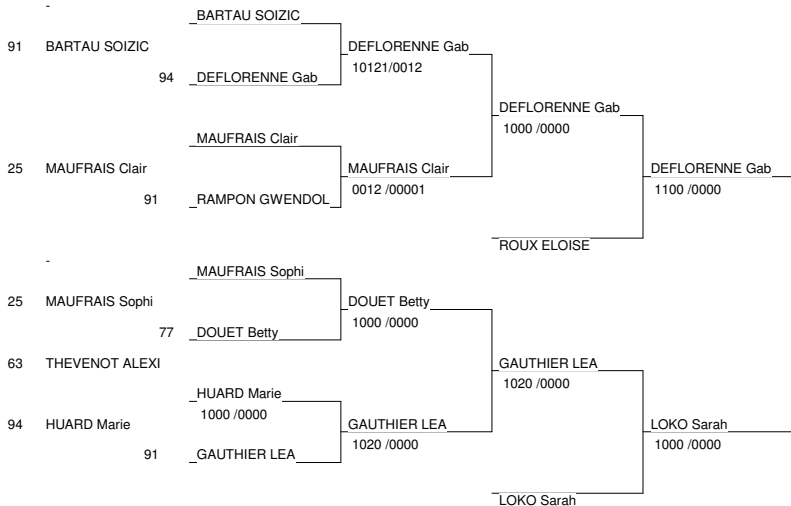 -
BARTAU SOIZIC
91 BARTAU SOIZIC DEFLORENNE Gab
10121/0012
94 DEFLORENNE Gab
DEFLORENNE Gab
1000 /0000
MAUFRAIS Clair
25 MAUFRAIS Clair MAUFRAIS Clair DEFLORENNE Gab
0012 /00001 1100 /0000
91 RAMPON GWENDOL
ROUX ELOISE
-
MAUFRAIS Sophi
25 MAUFRAIS Sophi DOUET Betty
1000 /0000
77 DOUET Betty
63 THEVENOT ALEXI GAUTHIER LEA
1020 /0000
HUARD Marie
1000 /0000
94 HUARD Marie GAUTHIER LEA LOKO Sarah
1020 /0000 1000 /0000
91 GAUTHIER LEA
LOKO Sarah